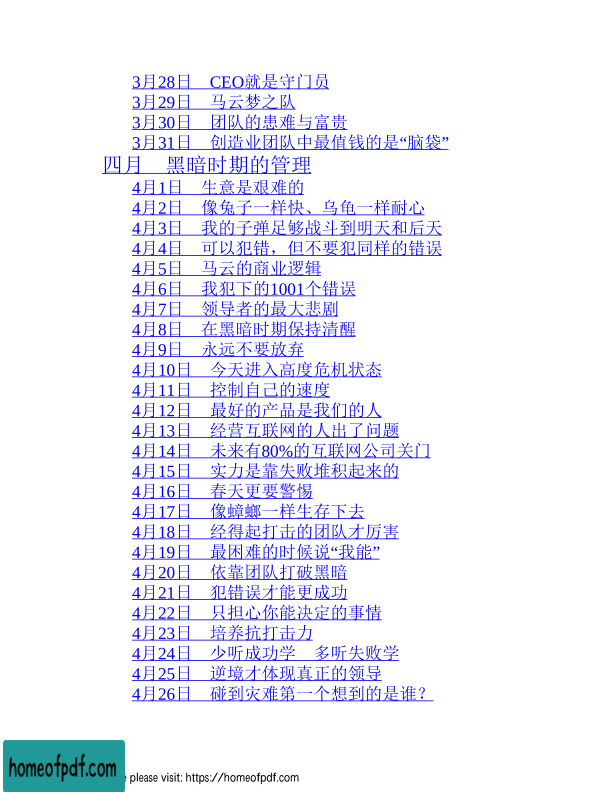 3月28日　CEO就是守门员
3月29日　马云梦之队
3月30日　团队的患难与富贵
3月31日　创造业团队中最值钱的是“脑袋”
四月　黑暗时期的管理
4月1日　生意是艰难的
4月2日　像兔子一样快、乌龟一样耐心
4月3日　我的子弹足够战斗到明天和后天
4月4日　可以犯错，但不要犯同样的错误
4月5日　马云的商业逻辑
4月6日　我犯下的1001个错误
4月7日　领导者的最大悲剧
4月8日　在黑暗时期保持清醒
4月9日　永远不要放弃
4月10日　今天进入高度危机状态
4月11日　控制自己的速度
4月12日　最好的产品是我们的人
4月13日　经营互联网的人出了问题
4月14日　未来有80%的互联网公司关门
4月15日　实力是靠失败堆积起来的
4月16日　春天更要警惕
4月17日　像蟑螂一样生存下去
4月18日　经得起打击的团队才厉害
4月19日　最困难的时候说“我能”
4月20日　依靠团队打破黑暗
4月21日　犯错误才能更成功
4月22日　只担心你能决定的事情
4月23日　培养抗打击力
4月24日　少听成功学　多听失败学
4月25日　逆境才体现真正的领导
4月26日　碰到灾难第一个想到的是谁？
homeofpdf.com
please visit: https://homeofpdf.com